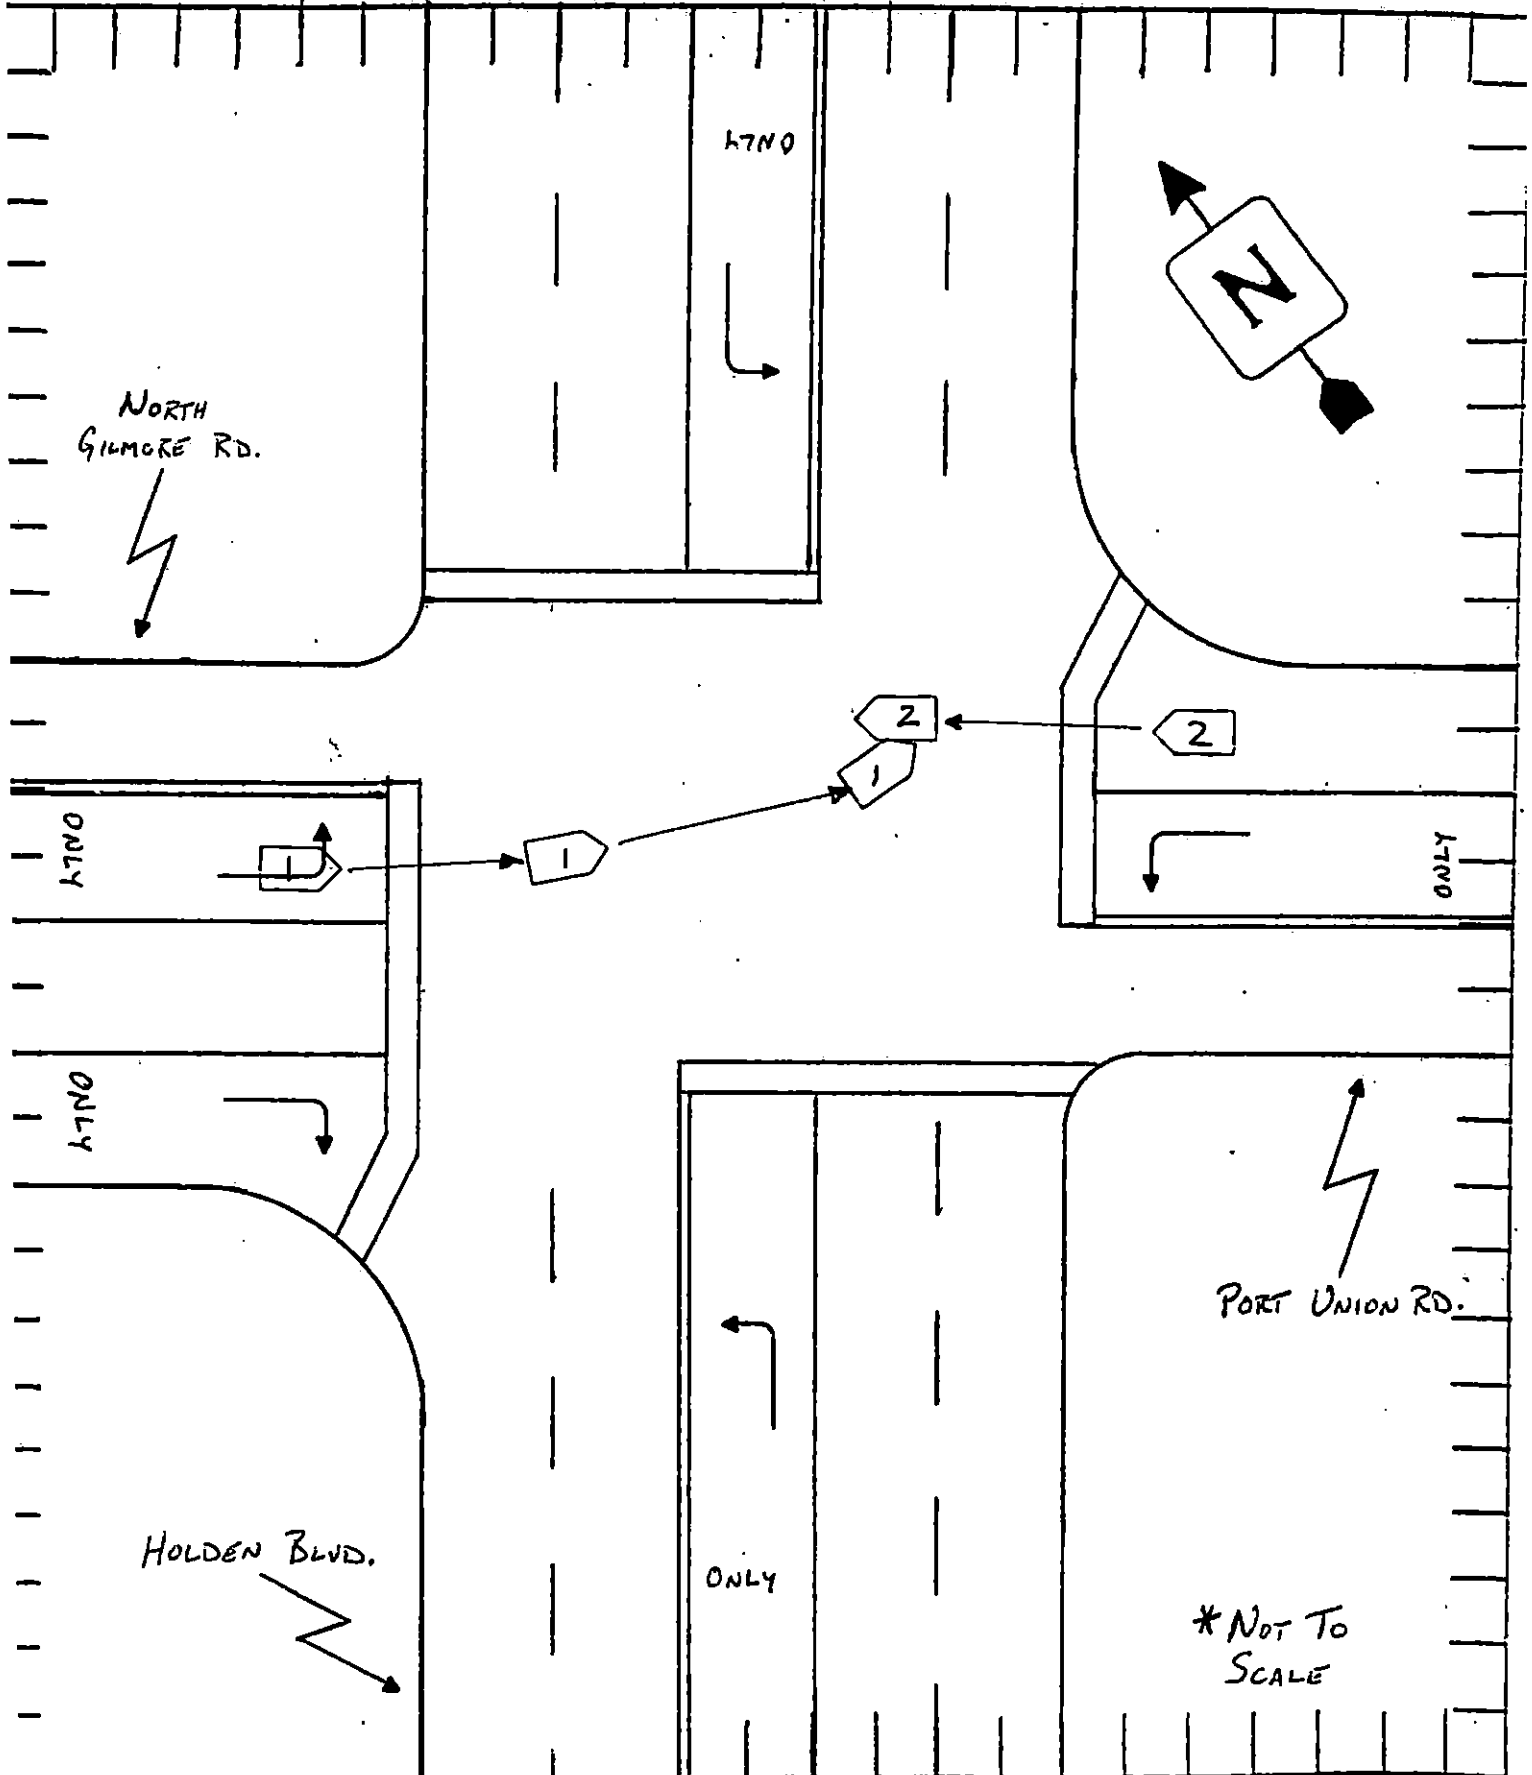 ONLY
N
NORTH
GILMORE RD.
2
2
1
1
1
ONLY
ONLY
ONLY
PORT UNION RD.
HOLDEN BLVD.
ONLY
*NOT TO
SCALE